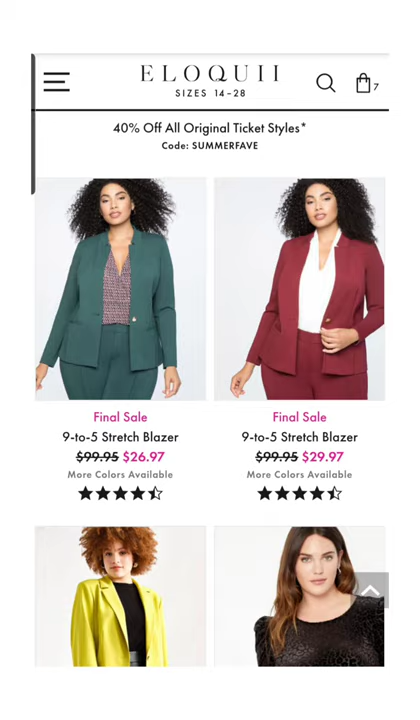 ELOQUII
SIZES 14-28
7
40% Off All Original Ticket Styles*
Code: SUMMERFAVE
Final Sale
9-to-5 Stretch Blazer
$99.95 $26.97
More Colors Available
Final Sale
9-to-5 Stretch Blazer
$99.95 $29.97
More Colors Available